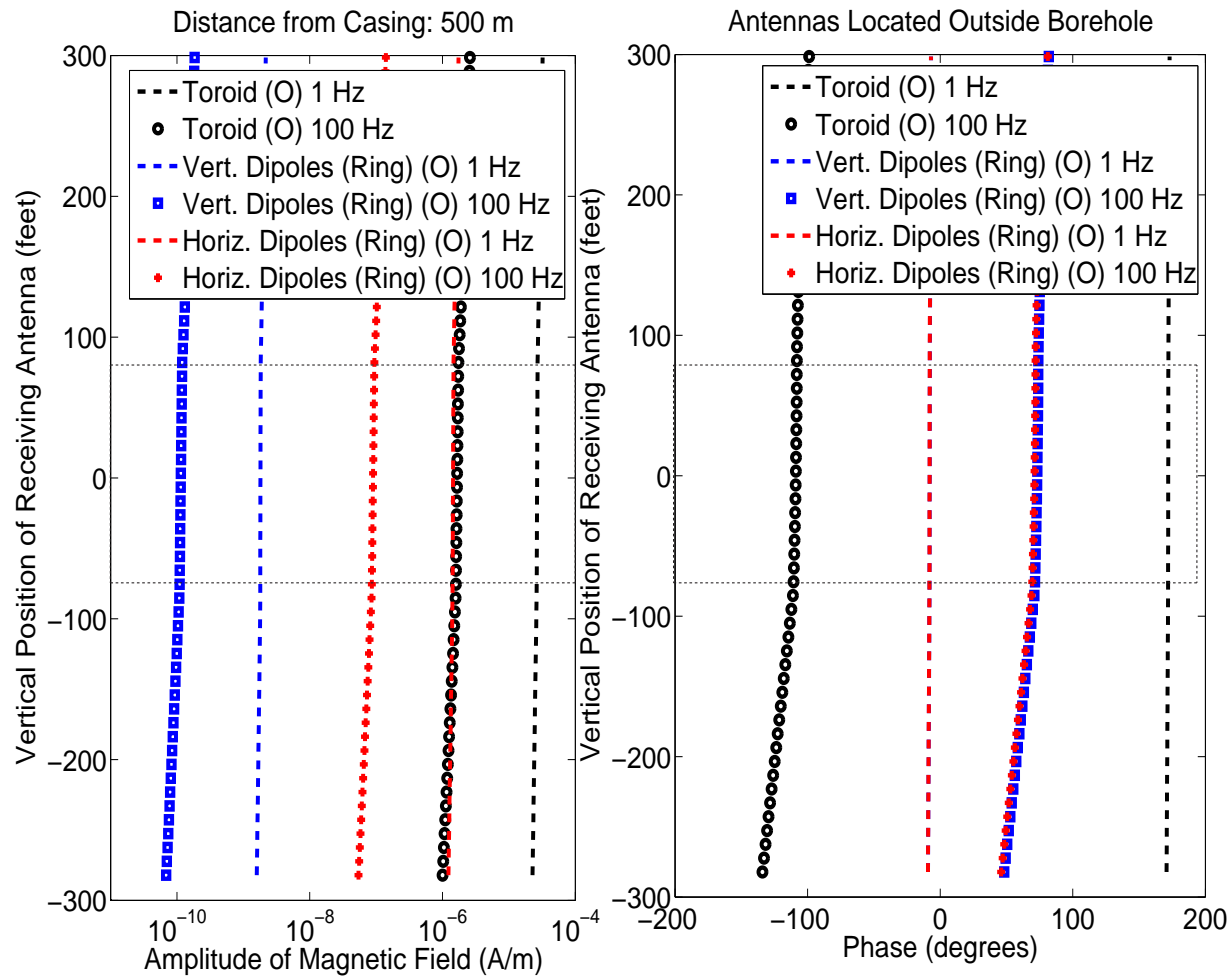 Distance from Casing: 500 m
300
200
100
0
−100
−200
−300
Vertical Position of Receiving Antenna (feet)
Toroid (O) 1 Hz
Toroid (O) 100 Hz
Vert. Dipoles (Ring) (O) 1 Hz
Vert. Dipoles (Ring) (O) 100 Hz
Horiz. Dipoles (Ring) (O) 1 Hz
Horiz. Dipoles (Ring) (O) 100 Hz
10−10
10−8
10−6
10−4
Amplitude of Magnetic Field (A/m)
Antennas Located Outside Borehole
300
200
100
0
−100
−200
−300
Vertical Position of Receiving Antenna (feet)
Toroid (O) 1 Hz
Toroid (O) 100 Hz
Vert. Dipoles (Ring) (O) 1 Hz
Vert. Dipoles (Ring) (O) 100 Hz
Horiz. Dipoles (Ring) (O) 1 Hz
Horiz. Dipoles (Ring) (O) 100 Hz
−200
−100
0
100
200
Phase (degrees)